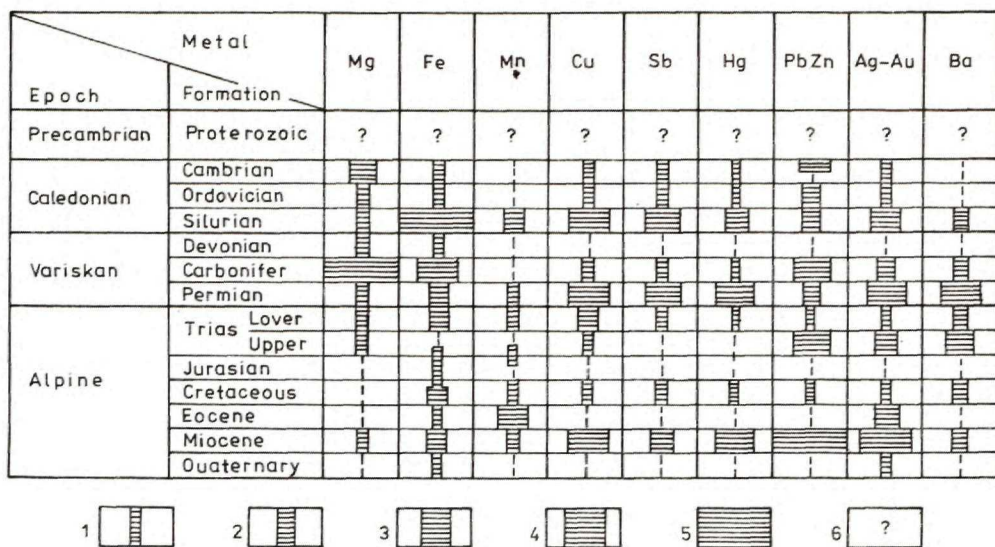 Metal
Mg Fe Mn Cu Sb Hg PbZn Ag-Au Ba
Epoch Formation
Precambrian Proterozoic ? ? ? ? ? ? ? ? ?
Caledonian
Cambrian
Ordovician
Silurian
Variskan
Devonian
Carbonifer
Permian
Alpine
Trias Lover
Upper
Jurasian
Cretaceous
Eocene
Miocene
Quaternary
1 2 3 4 5 6 ?